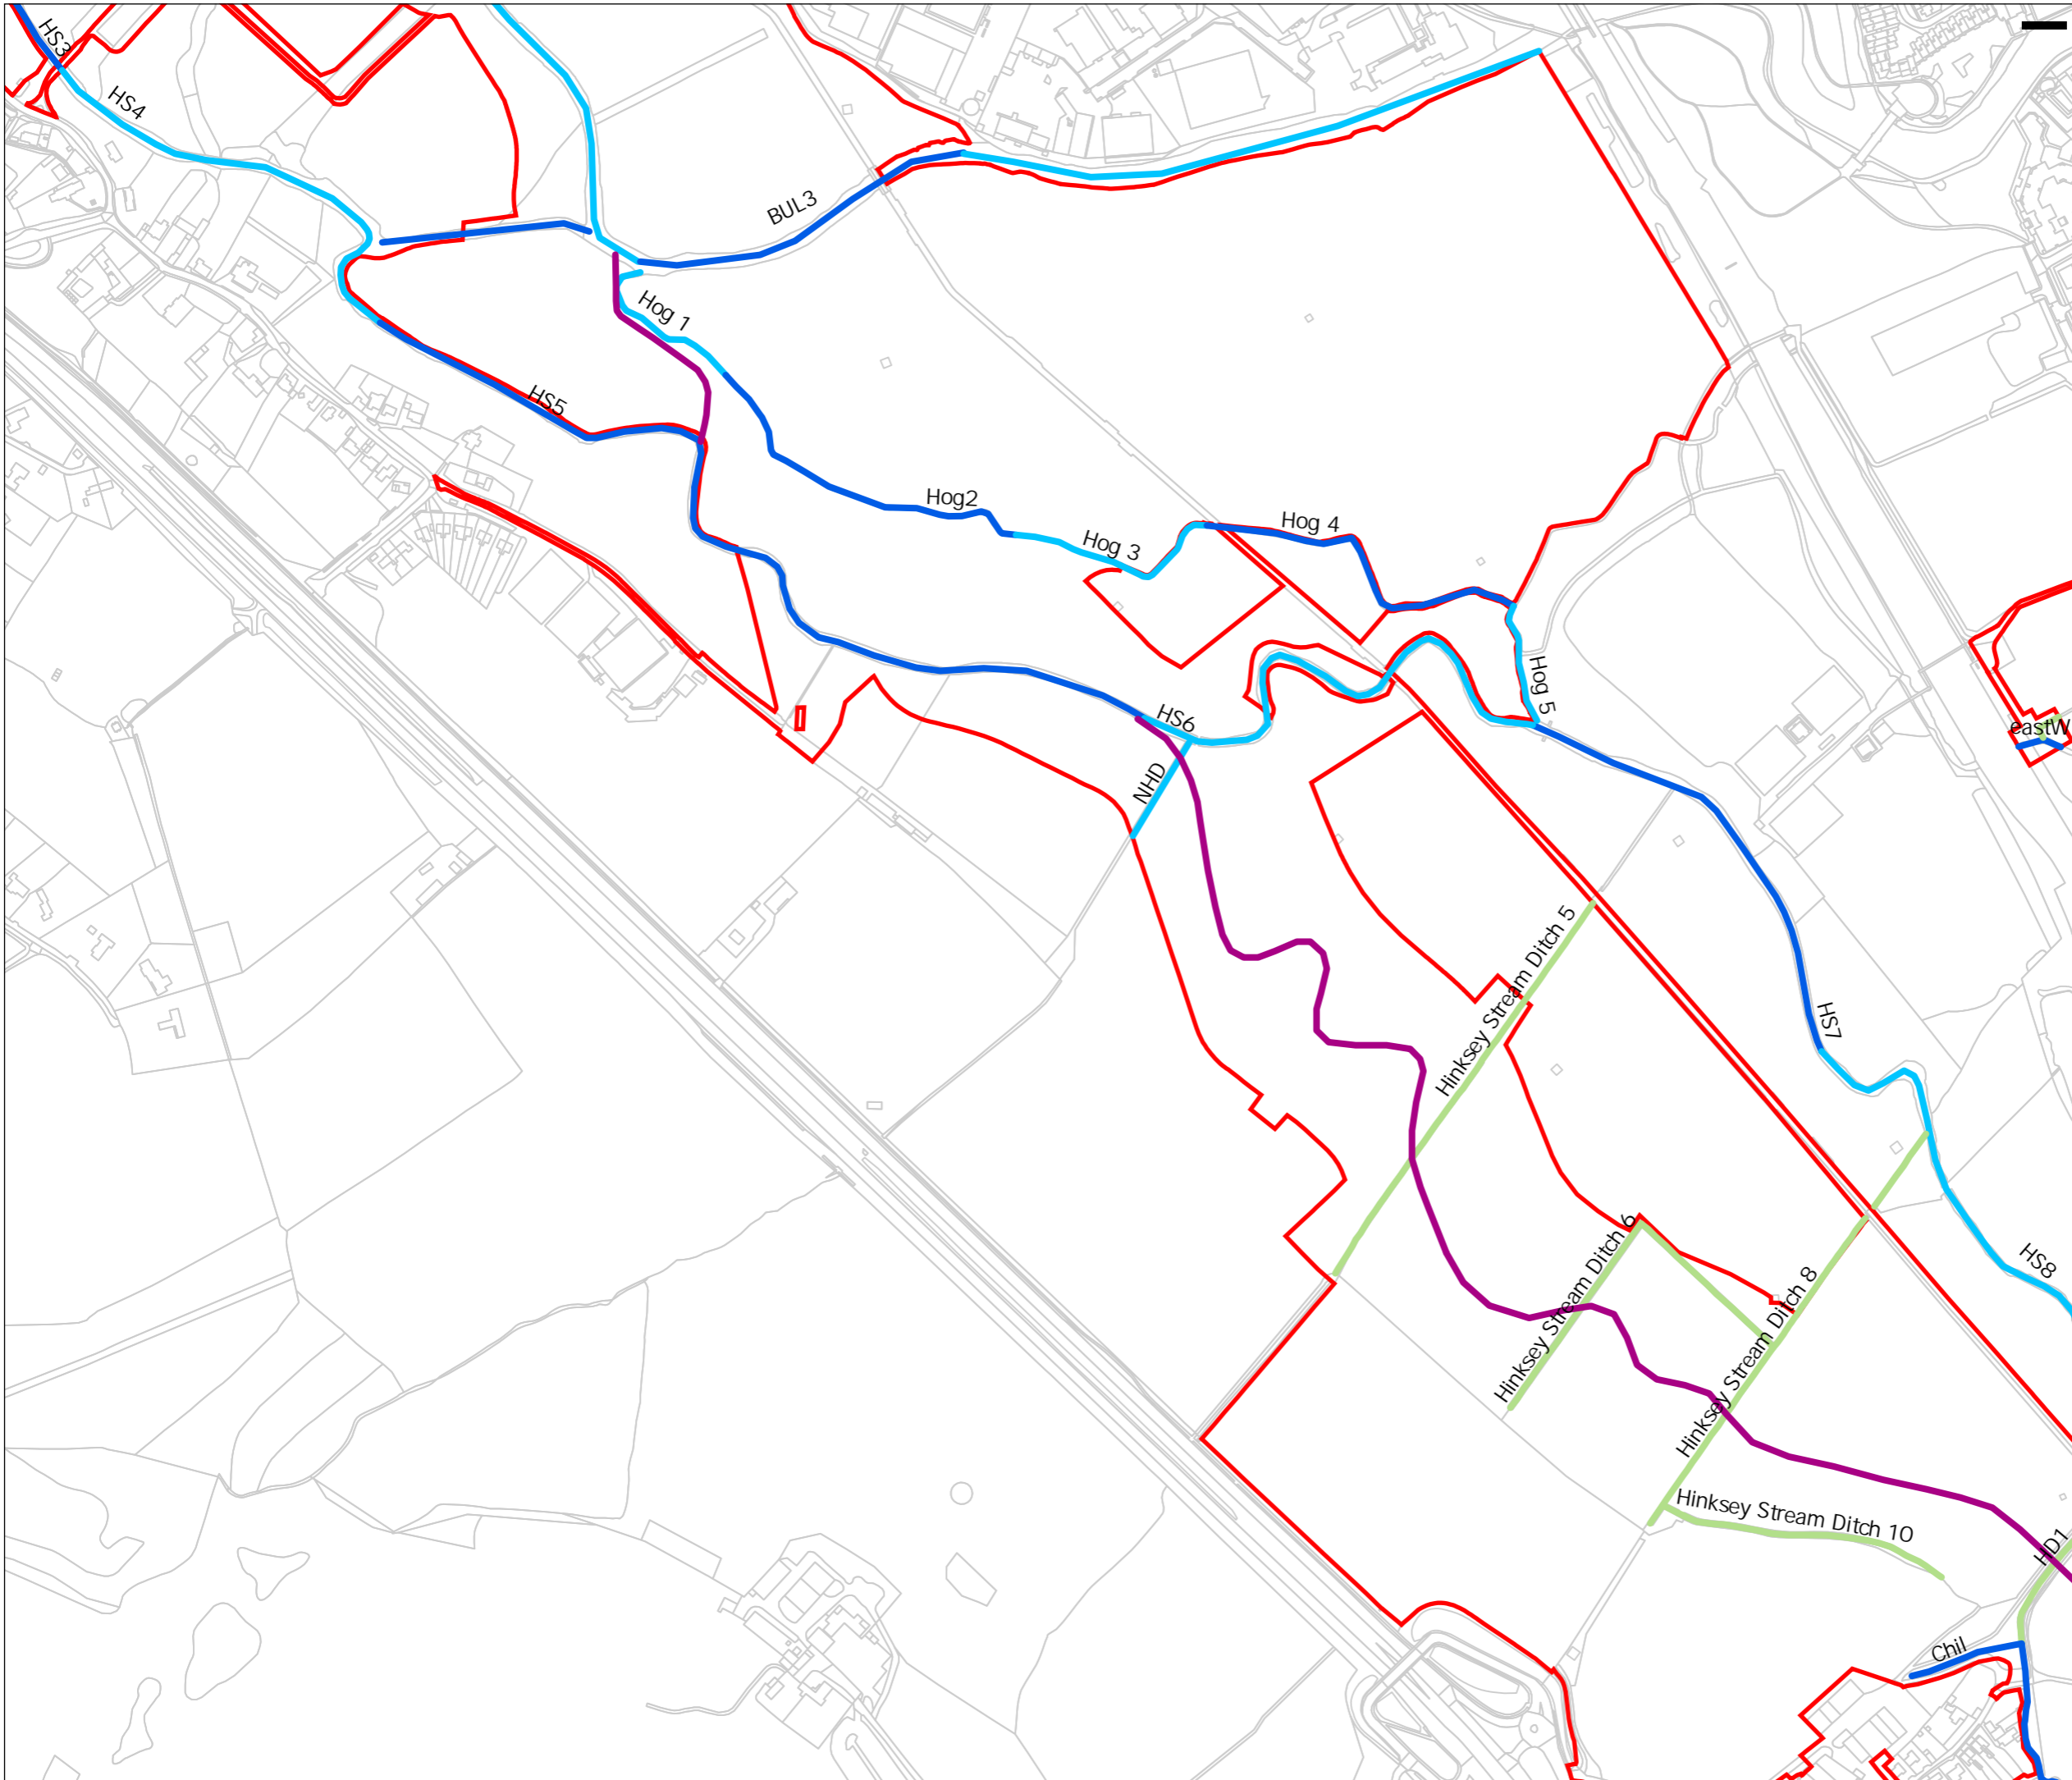 HS3
HS4
BUL3
Hog 1
HS5
Hog2
Hog 3
Hog 4
Hog 5
HS6
eastW
NHD
Hinksey Stream Ditch 5
HS7
Hinksey Stream Ditch 6
HS8
Hinksey Stream Ditch 8
Hinksey Stream Ditch 10
HD1
Chil